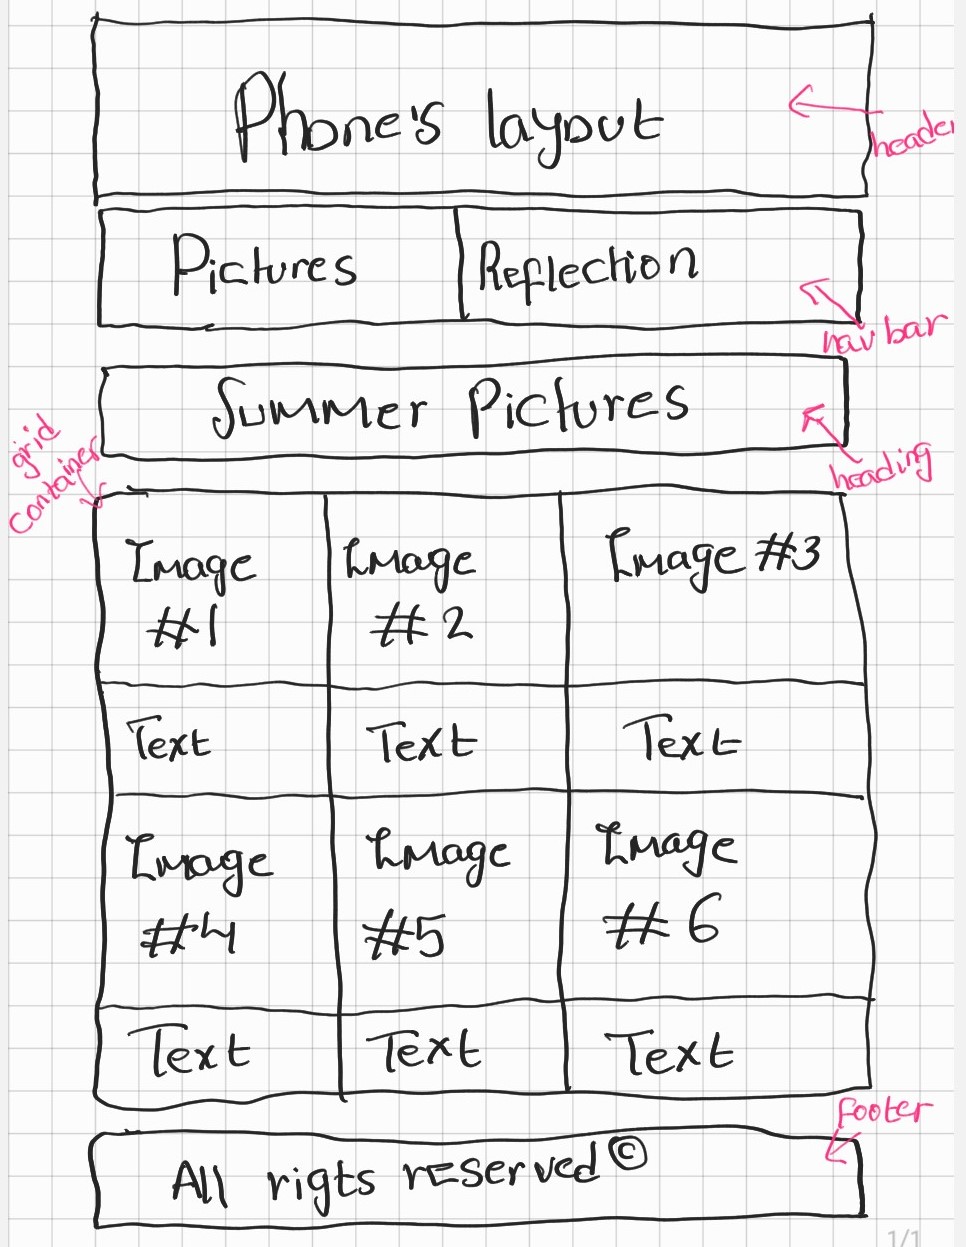 Phone's layout
header
Pictures Reflection
nav bar
Summer Pictures
heading
grid
container
Image Image Image #3
#1 #2
Text Text Text
Image Image Image
#4 #5 #6
Text Text Text
Footer
All rigts reserved ©
1/1